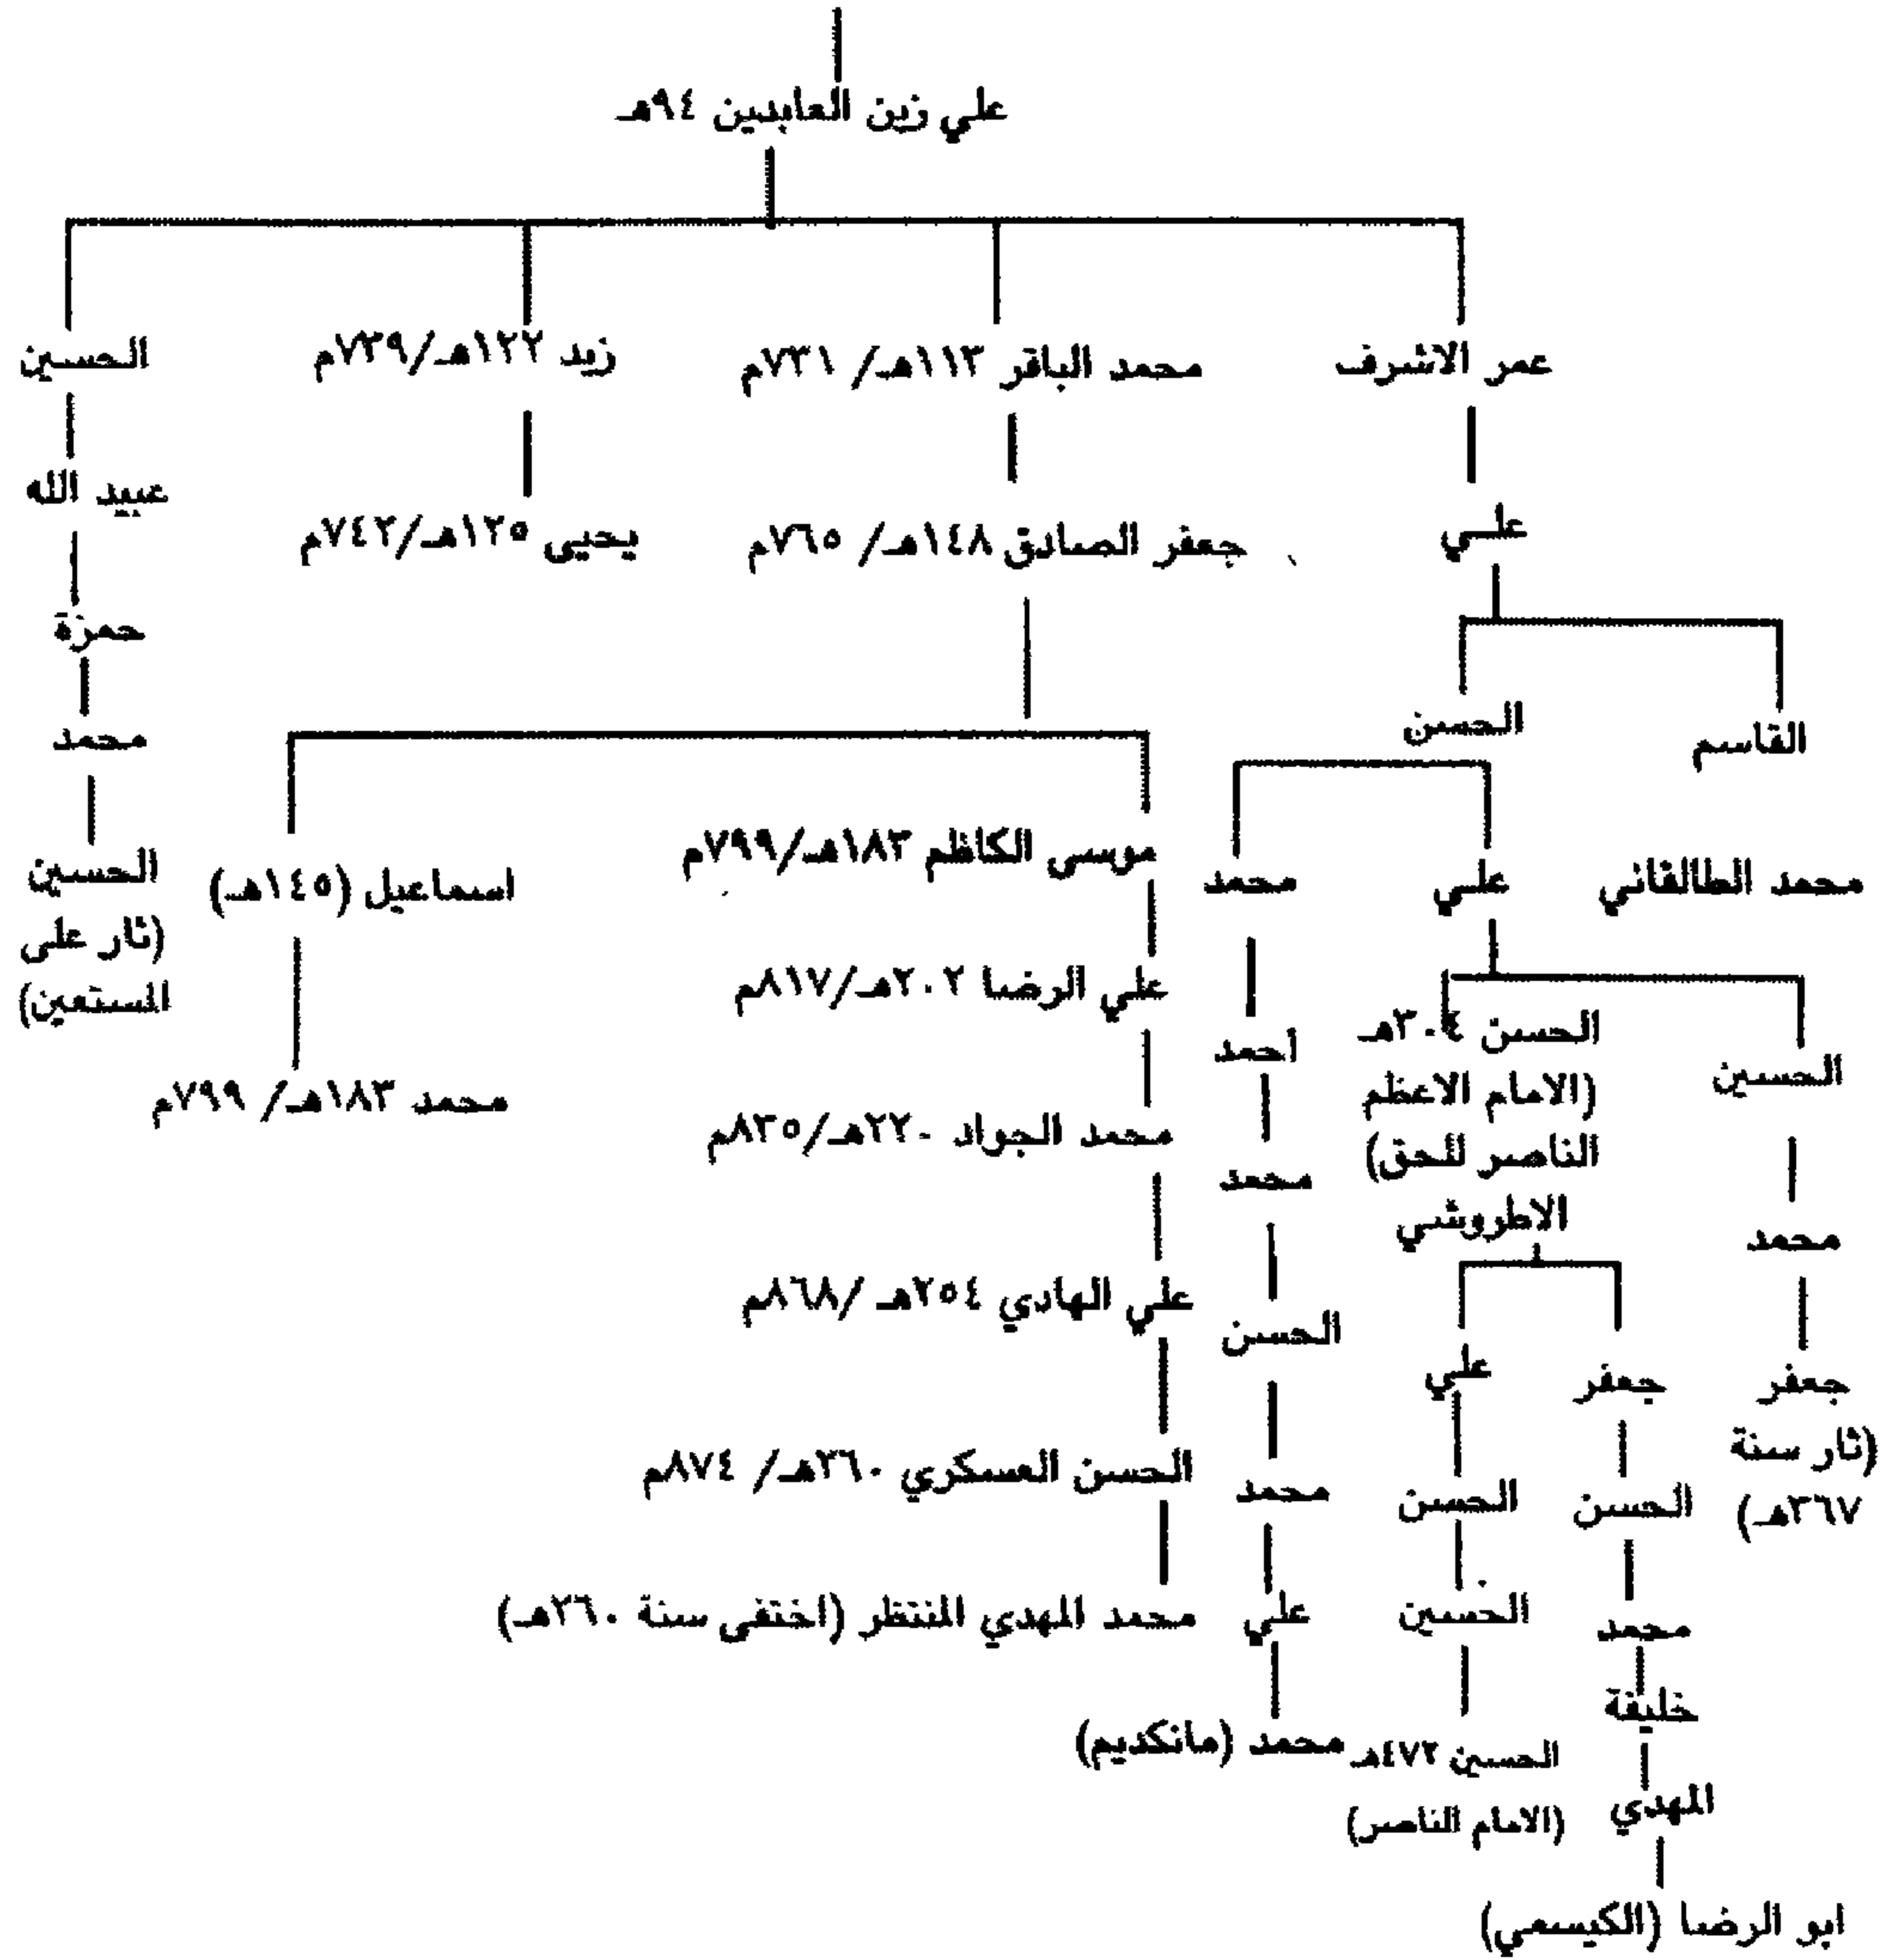 علي زين العابدين ٩٤هـ
عمر الاشرف
محمد الباقر ١١٣هـ/ ٧٣١م
زيد ١٢٢هـ/٧٣٩م
الحسين
علي
جعفر الصادق ١٤٨هـ/ ٧٦٥م
يحيى ١٢٥هـ/٧٤٢م
عبيد الله
حمزة
محمد
القاسم
الحسن
محمد الطالقاني
علي
محمد
موسى الكاظم ١٨٣هـ/٧٩٩م
اسماعيل (١٤٥هـ)
الحسين
(ثار على
المستعين)
علي الرضا ٢٠٢هـ/٨١٧م
محمد ١٨٣هـ/ ٧٩٩م
الحسين
الحسن ٣٠٤هـ
(الامام الاعظم
الناصر للحق)
الاطروشي
احمد
محمد الجواد ٢٢٠هـ/٨٣٥م
محمد
محمد
علي الهادي ٢٥٤هـ /٨٦٨م
الحسن
جعفر
(ثار سنة
٣٦٧هـ)
جعفر
علي
الحسن العسكري ٢٦٠هـ/ ٨٧٤م
محمد
الحسن
الحسن
محمد المهدي المنتظر (اختفى سنة ٢٦٠هـ)
علي
الحسين
محمد
خليفة
محمد (مانكديم)
الحسين ٤٧٢هـ
(الامام الناصر)
المهدي
ابو الرضا (الكيسمي)